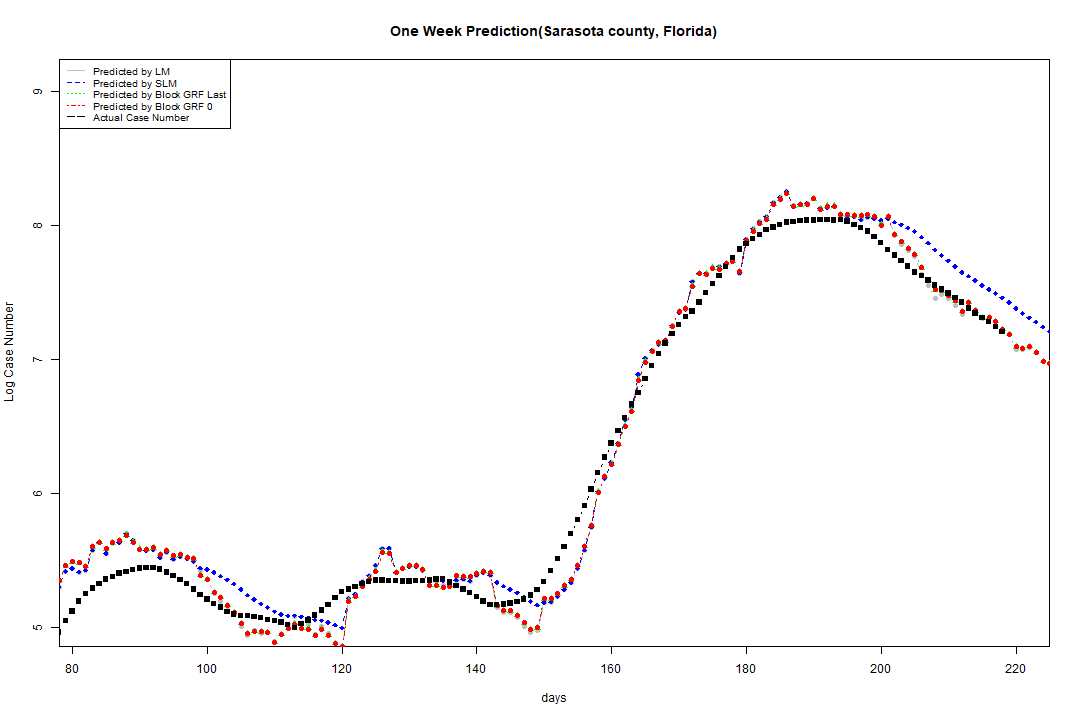 One Week Prediction(Sarasota county, Florida)
Predicted by LM
Predicted by SLM
Predicted by Block GRF Last
Predicted by Block GRF 0
Actual Case Number
Log Case Number
9
8
7
6
5
80 100 120 140 160 180 200 220
days